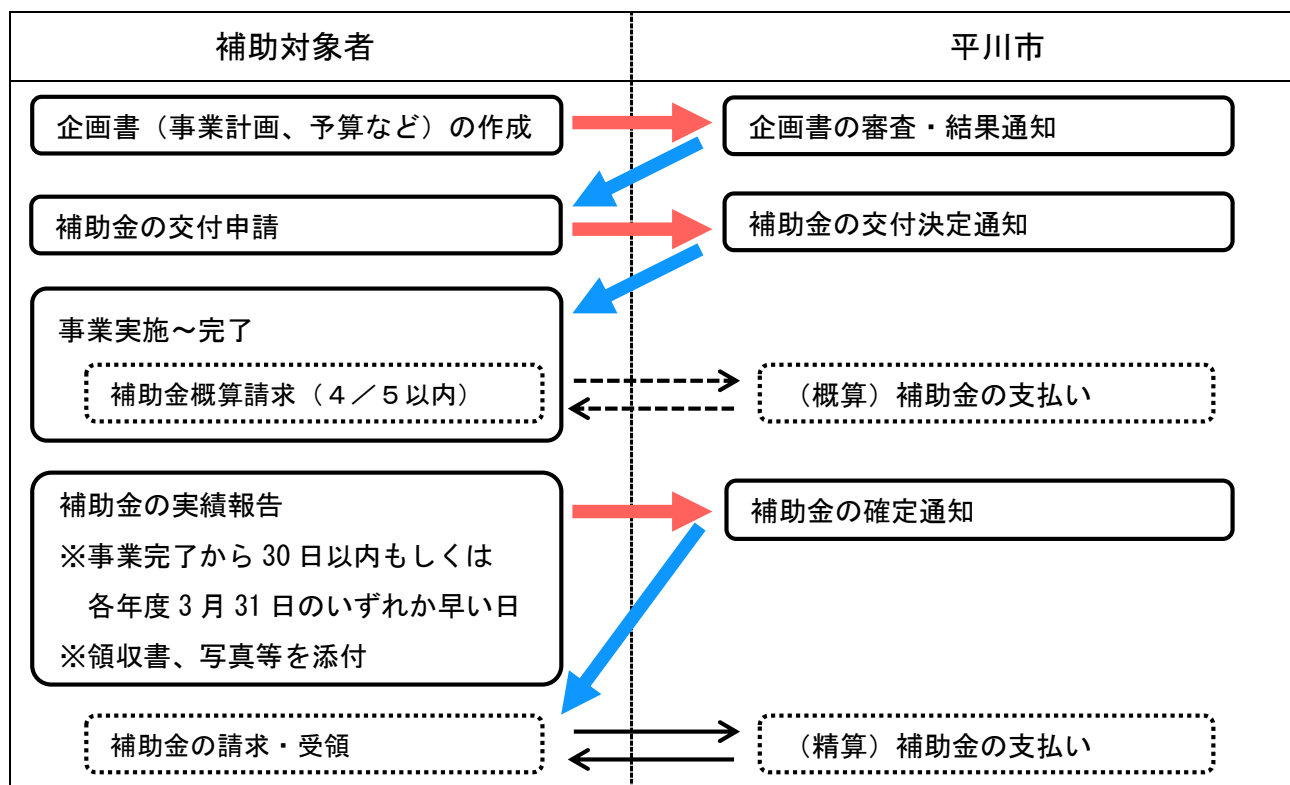 補助対象者
平川市
企画書（事業計画、予算など）の作成
企画書の審査・結果通知
補助金の交付申請
補助金の交付決定通知
事業実施～完了
補助金概算請求（４／５以内）
（概算）補助金の支払い
補助金の実績報告
※事業完了から 30 日以内もしくは
各年度 3 月 31 日のいずれか早い日
※領収書、写真等を添付
補助金の確定通知
補助金の請求・受領
（精算）補助金の支払い